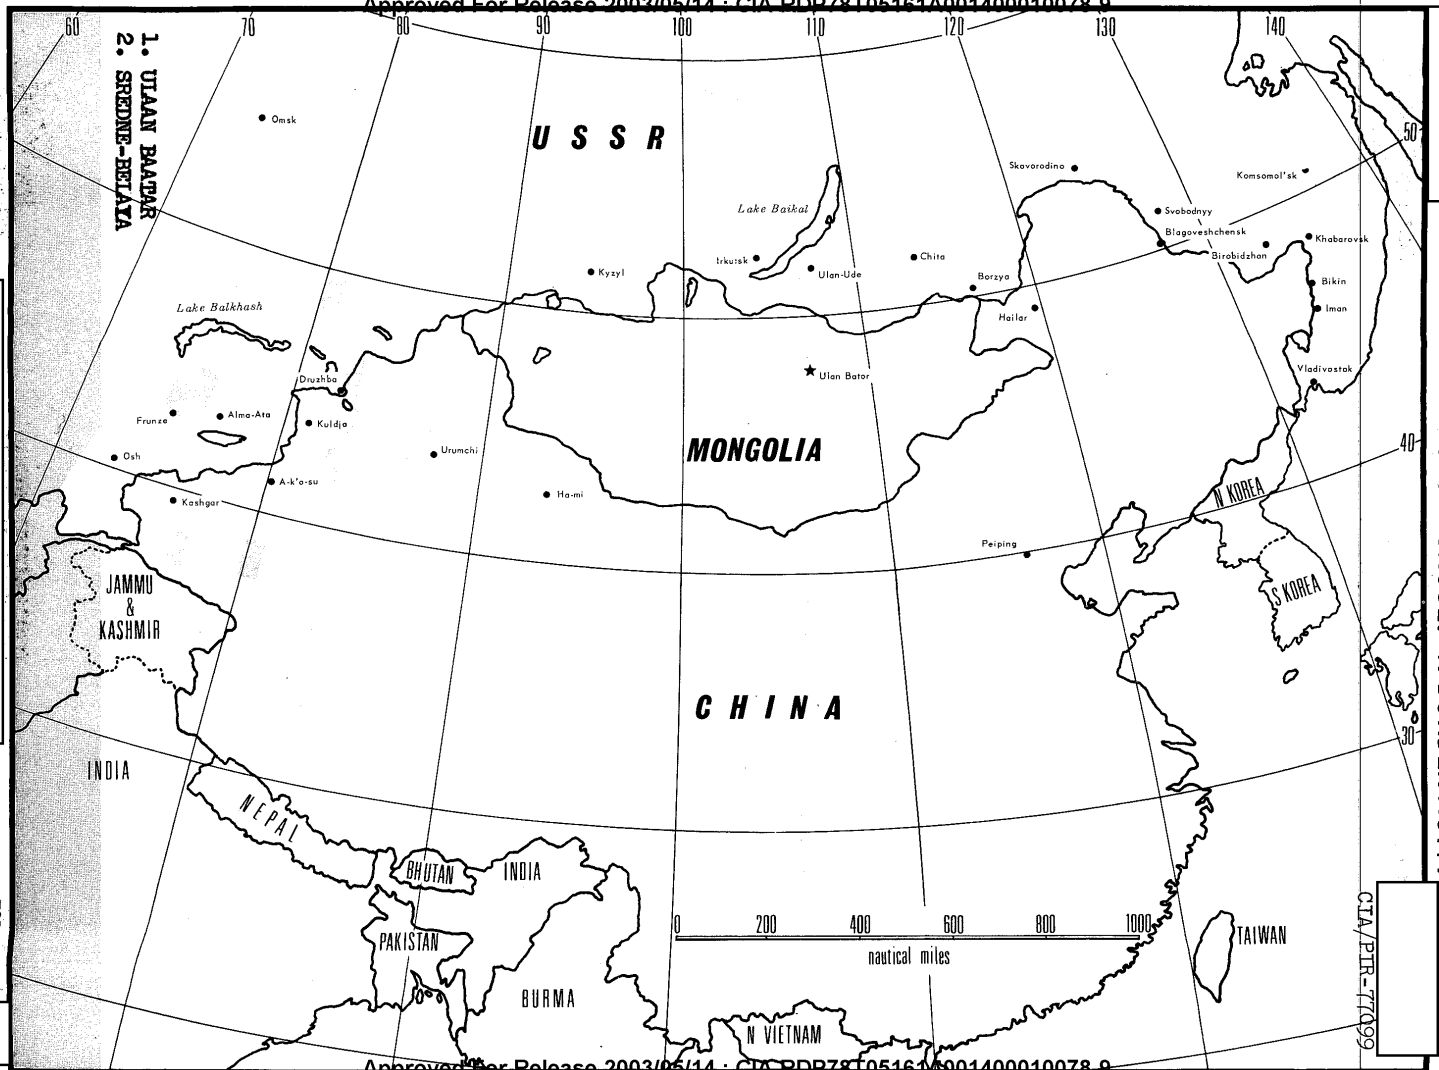 Approved For Release 2003/05/14 : CIA-RDP78T05161A001400010078-9
60 70 80 90 100 110 120 130 140
1. ULAAN BAATAR
2. SREDNE-BELAYA
Omsk
USSR
50
Skovorodino
Komsomol'sk
Lake Baikal
Svobodnyy
Blagoveshchensk
Khabarovsk
Birobidzhan
Irkutsk
Chita
Kyzyl
Ulan-Ude
Borzya
Bikin
Lake Balkhash
Iman
Hailar
Vladivostok
Druzhba
Ulan Bator
Frunze
Alma-Ata
Kuldja
40
Urumchi
MONGOLIA
Osh
A-k'o-su
Kashgar
Ha-mi
N KOREA
Peiping
JAMMU
&
KASHMIR
S KOREA
CHINA
30
INDIA
NEPAL
BHUTAN
INDIA
0 200 400 600 800 1000
nautical miles
PAKISTAN
TAIWAN
BURMA
N VIETNAM
CIA/PIR-77099
Approved For Release 2003/05/14 : CIA-RDP78T05161A001400010078-9